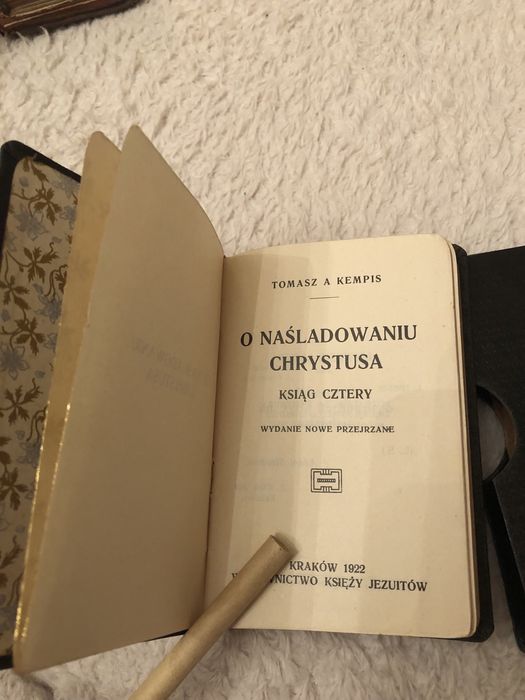 TOMASZ A KEMPIS
O NAŚLADOWANIU
CHRYSTUSA
KSIĄG CZTERY
WYDANIE NOWE PRZEJRZANE
KRAKÓW 1922
KSIĘŻY JEZUITÓW